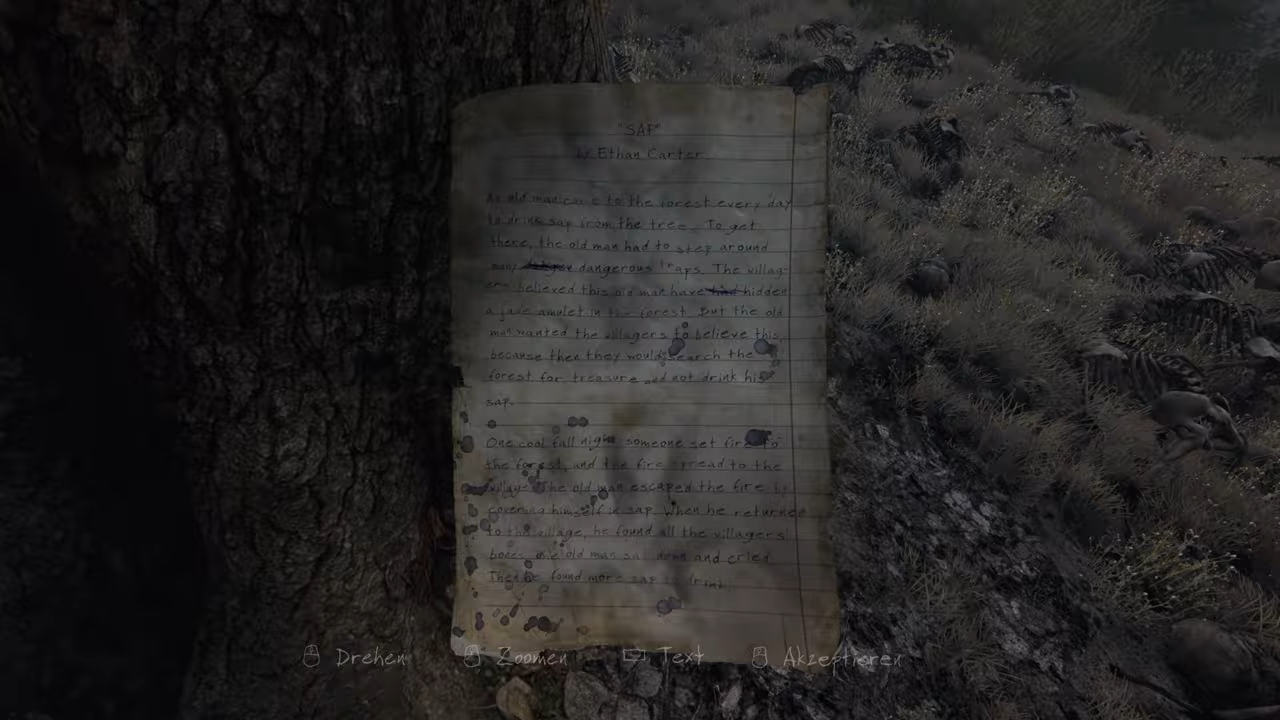 "SAP"
by Ethan Carter
An old man came to the forest every day
to drink sap from the tree. To get
there, the old man had to step around
many dangerous traps. The villag-
ers believed this old man have had hidden
a jade amulet in the forest. But the old
man wanted the villagers to believe this,
because then they would search the
forest for treasure and not drink his
sap.
One cool fall night someone set fire to
the forest, and the fire spread to the
village. The old man escaped the fire by
covering himself in sap. When he returned
to the village, he found all the villagers'
bones. The old man sat down and cried.
Then he found more sap to drink.
Drehen Zoomen Text Akzeptieren